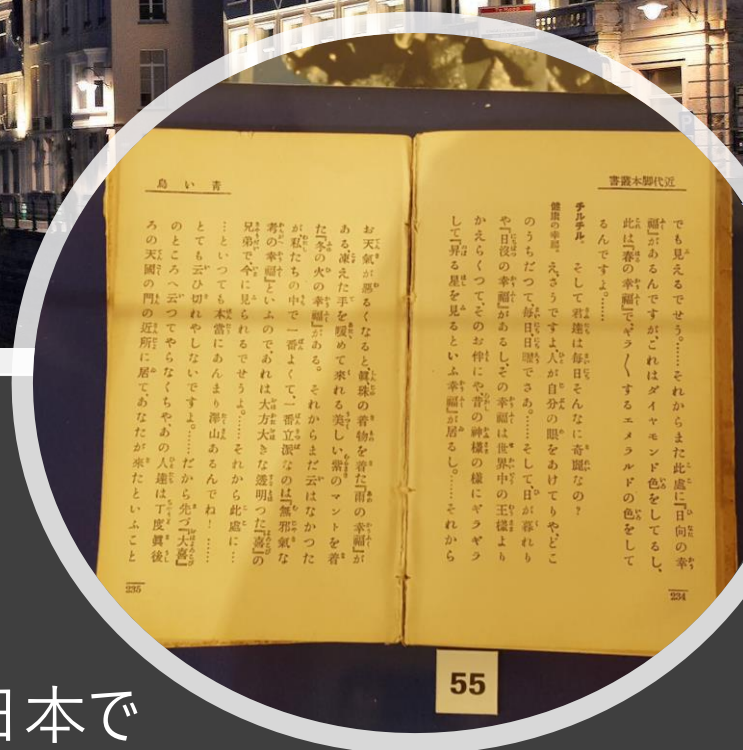 近代脚本叢書
でも見えるでせう。……それからまた此處に『日向の幸
福』があるんですが、これはダイヤモンド色をしてるし、
此は『春の幸福』で、ギラ〳〵するエメラルドの色をして
るんですよ。……
チルチル。 そして君達は毎日そんなに奇麗なの?
健康の幸福。 え、さうですよ、人が自分の眼をあけてりや、どこ
のうちだつて、毎日日曜でさあ。……そして、日が暮れり
や『日沒の幸福』があるし、その幸福は世界中の王樣より
かえらくつて、そのお伴にや、昔の神樣の樣にギラギラ
して『昇る星を見るといふ幸福』が居るし。……それから
234
青い鳥
お天氣が惡るくなると、眞珠の着物を着た『雨の幸福』が
ある、凍えた手を暖めて來れる美しい紫のマントを着
た『冬の火の幸福』がある。それからまだ云はなかつた
が、私たちの中で一番よくて、一番立派なのは『無邪氣な
考の幸福』といふので、あれは大方大きな透明つた『喜』の
兄弟で、今に見られるでせうよ。……それから此處に…
…といつても本當にあんまり澤山あるんでね!……
とても云ひ切れやしないですよ。……だから先づ『大喜』
のところへ云つてやらなくちや、あの人達は丁度眞後
ろの天國の門の近所に居て、あなたが來たといふこと
235
55
日本で